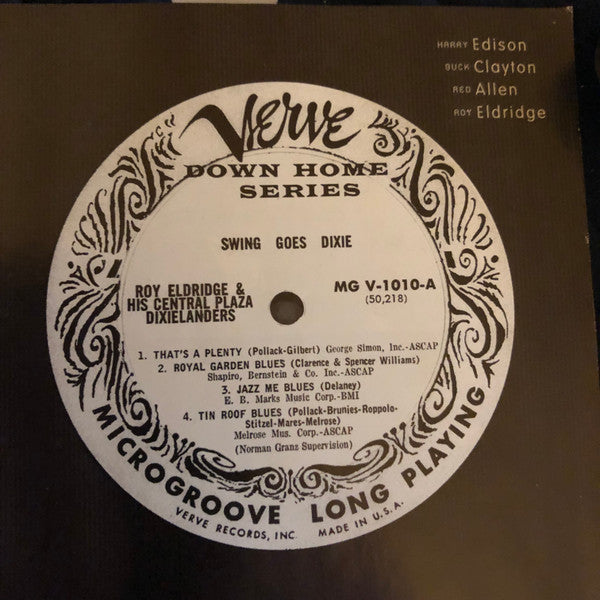 HARRY Edison
BUCK Clayton
RED Allen
ROY Eldridge
Verve
DOWN HOME
SERIES
SWING GOES DIXIE
ROY ELDRIDGE &
HIS CENTRAL PLAZA
DIXIELANDERS
MG V-1010-A
(50,218)
1. THAT'S A PLENTY (Pollack-Gilbert) George Simon, Inc.-ASCAP
2. ROYAL GARDEN BLUES (Clarence & Spencer Williams)
Shapiro, Bernstein & Co. Inc.-ASCAP
3. JAZZ ME BLUES (Delaney)
E. B. Marks Music Corp.-BMI
4. TIN ROOF BLUES (Pollack-Brunies-Roppolo-
Stitzel-Mares-Melrose)
Melrose Mus. Corp.-ASCAP
(Norman Granz Supervision)
MICROGROOVE LONG PLAYING
VERVE RECORDS, INC. MADE IN U.S.A.